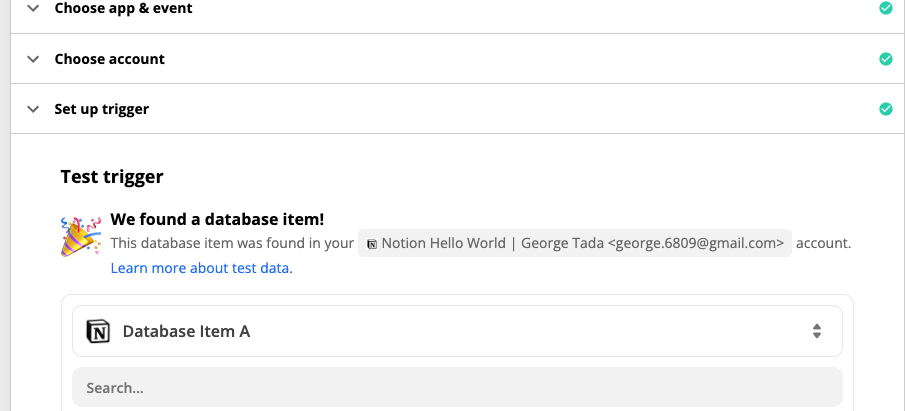 Choose app & event
Choose account
Set up trigger
Test trigger
We found a database item!
This database item was found in your Notion Hello World | George Tada <george.6809@gmail.com> account.
Learn more about test data.
Database Item A
Search...